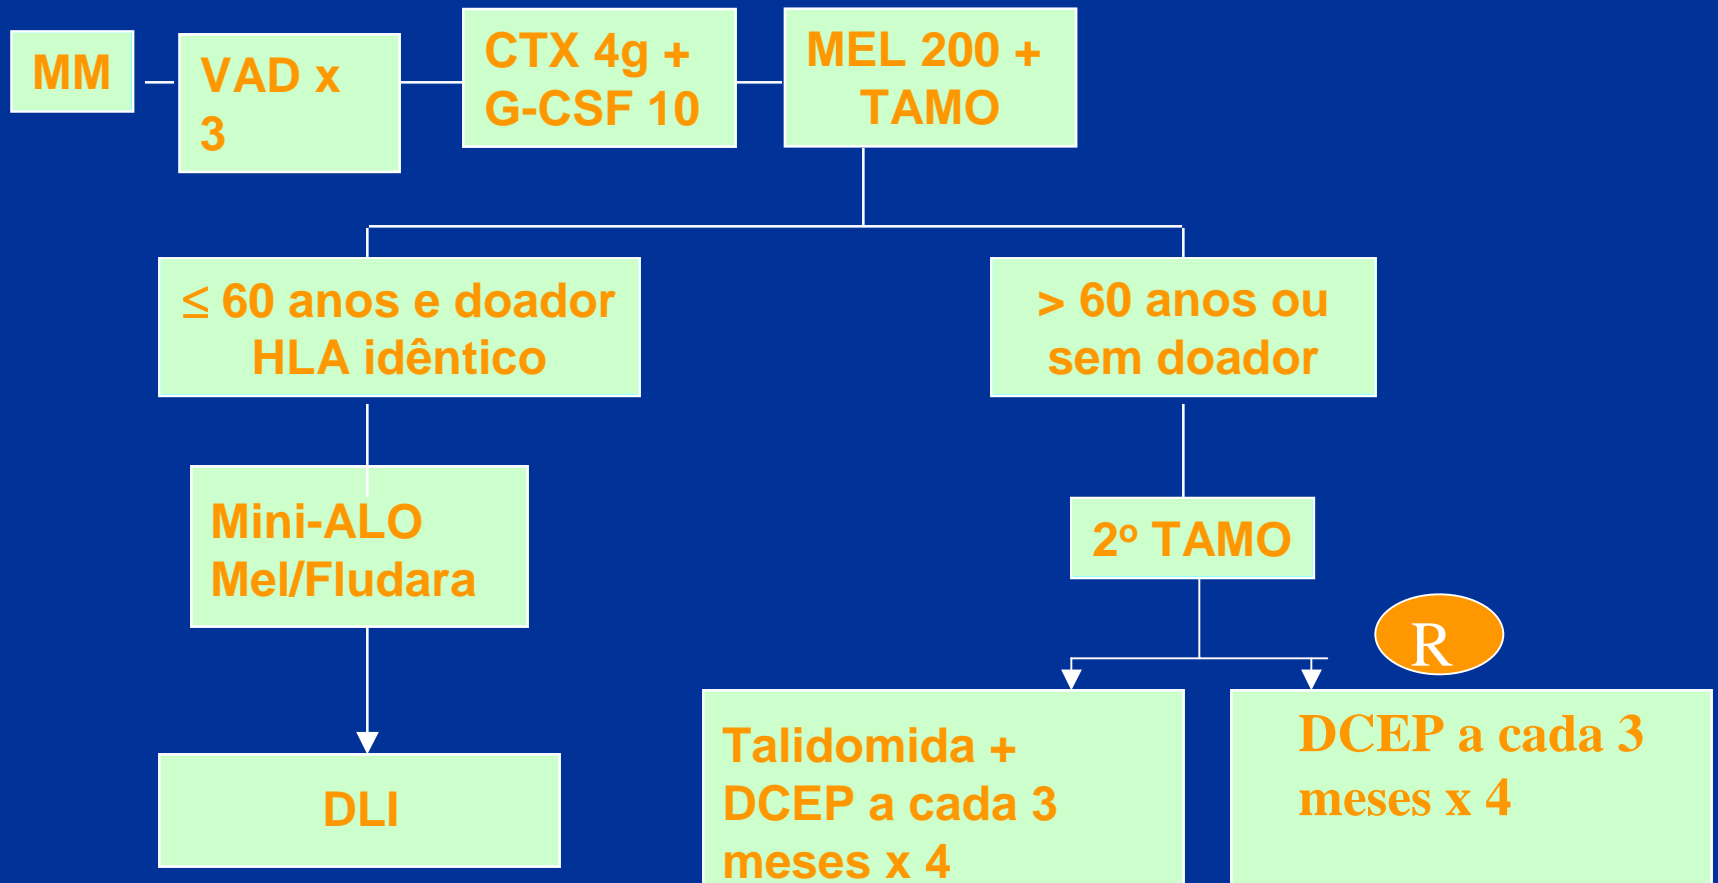 MM
VAD x
3
CTX 4g +
G-CSF 10
MEL 200 +
TAMO
≤ 60 anos e doador
HLA idêntico
> 60 anos ou
sem doador
Mini-ALO
Mel/Fludara
2º TAMO
R
DLI
Talidomida +
DCEP a cada 3
meses x 4
DCEP a cada 3
meses x 4